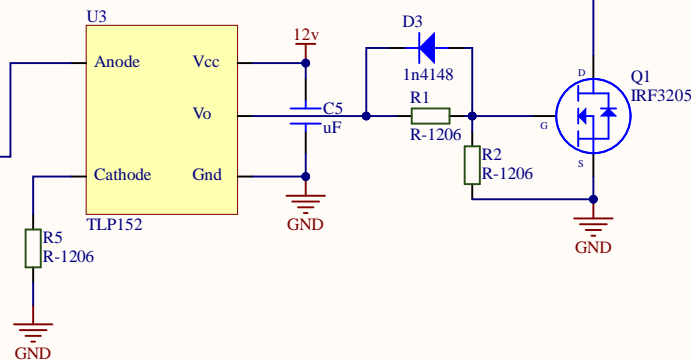 U3
Anode
Vcc
Vo
Cathode
Gnd
TLP152
12v
C5
uF
GND
D3
1n4148
R1
R-1206
R2
R-1206
D
G
S
Q1
IRF3205
GND
R5
R-1206
GND